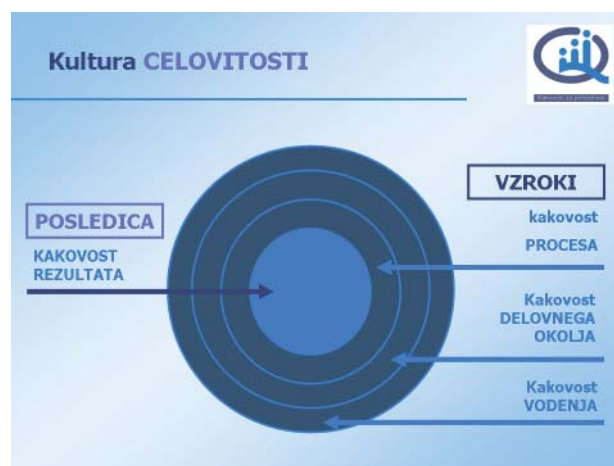 Kultura CELOVITOSTI
POSLEDICA
KAKOVOST
REZULTATA
VZROKI
kakovost
PROCESA
Kakovost
DELOVNEGA
OKOLJA
Kakovost
VODENJA